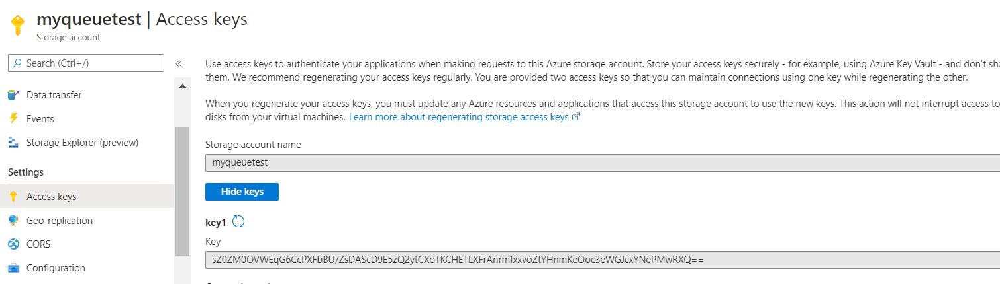 myqueuetest | Access keys
Storage account
Search (Ctrl+/)
«
Data transfer
Events
Storage Explorer (preview)
Settings
Access keys
Geo-replication
CORS
Configuration
Use access keys to authenticate your applications when making requests to this Azure storage account. Store your access keys securely - for example, using Azure Key Vault - and don't
them. We recommend regenerating your access keys regularly. You are provided two access keys so that you can maintain connections using one key while regenerating the other.
When you regenerate your access keys, you must update any Azure resources and applications that access this storage account to use the new keys. This action will not interrupt access to
disks from your virtual machines. Learn more about regenerating storage access keys
Storage account name
myqueuetest
Hide keys
key1
Key
sZ0ZM0OVWEqG6CcPXFbBU/ZsDAScD9E5zQ2ytCXoTKCHETLXFrAnrmfxxvoZtYHnmKeOoc3eWGJcxYNePMwRXQ==